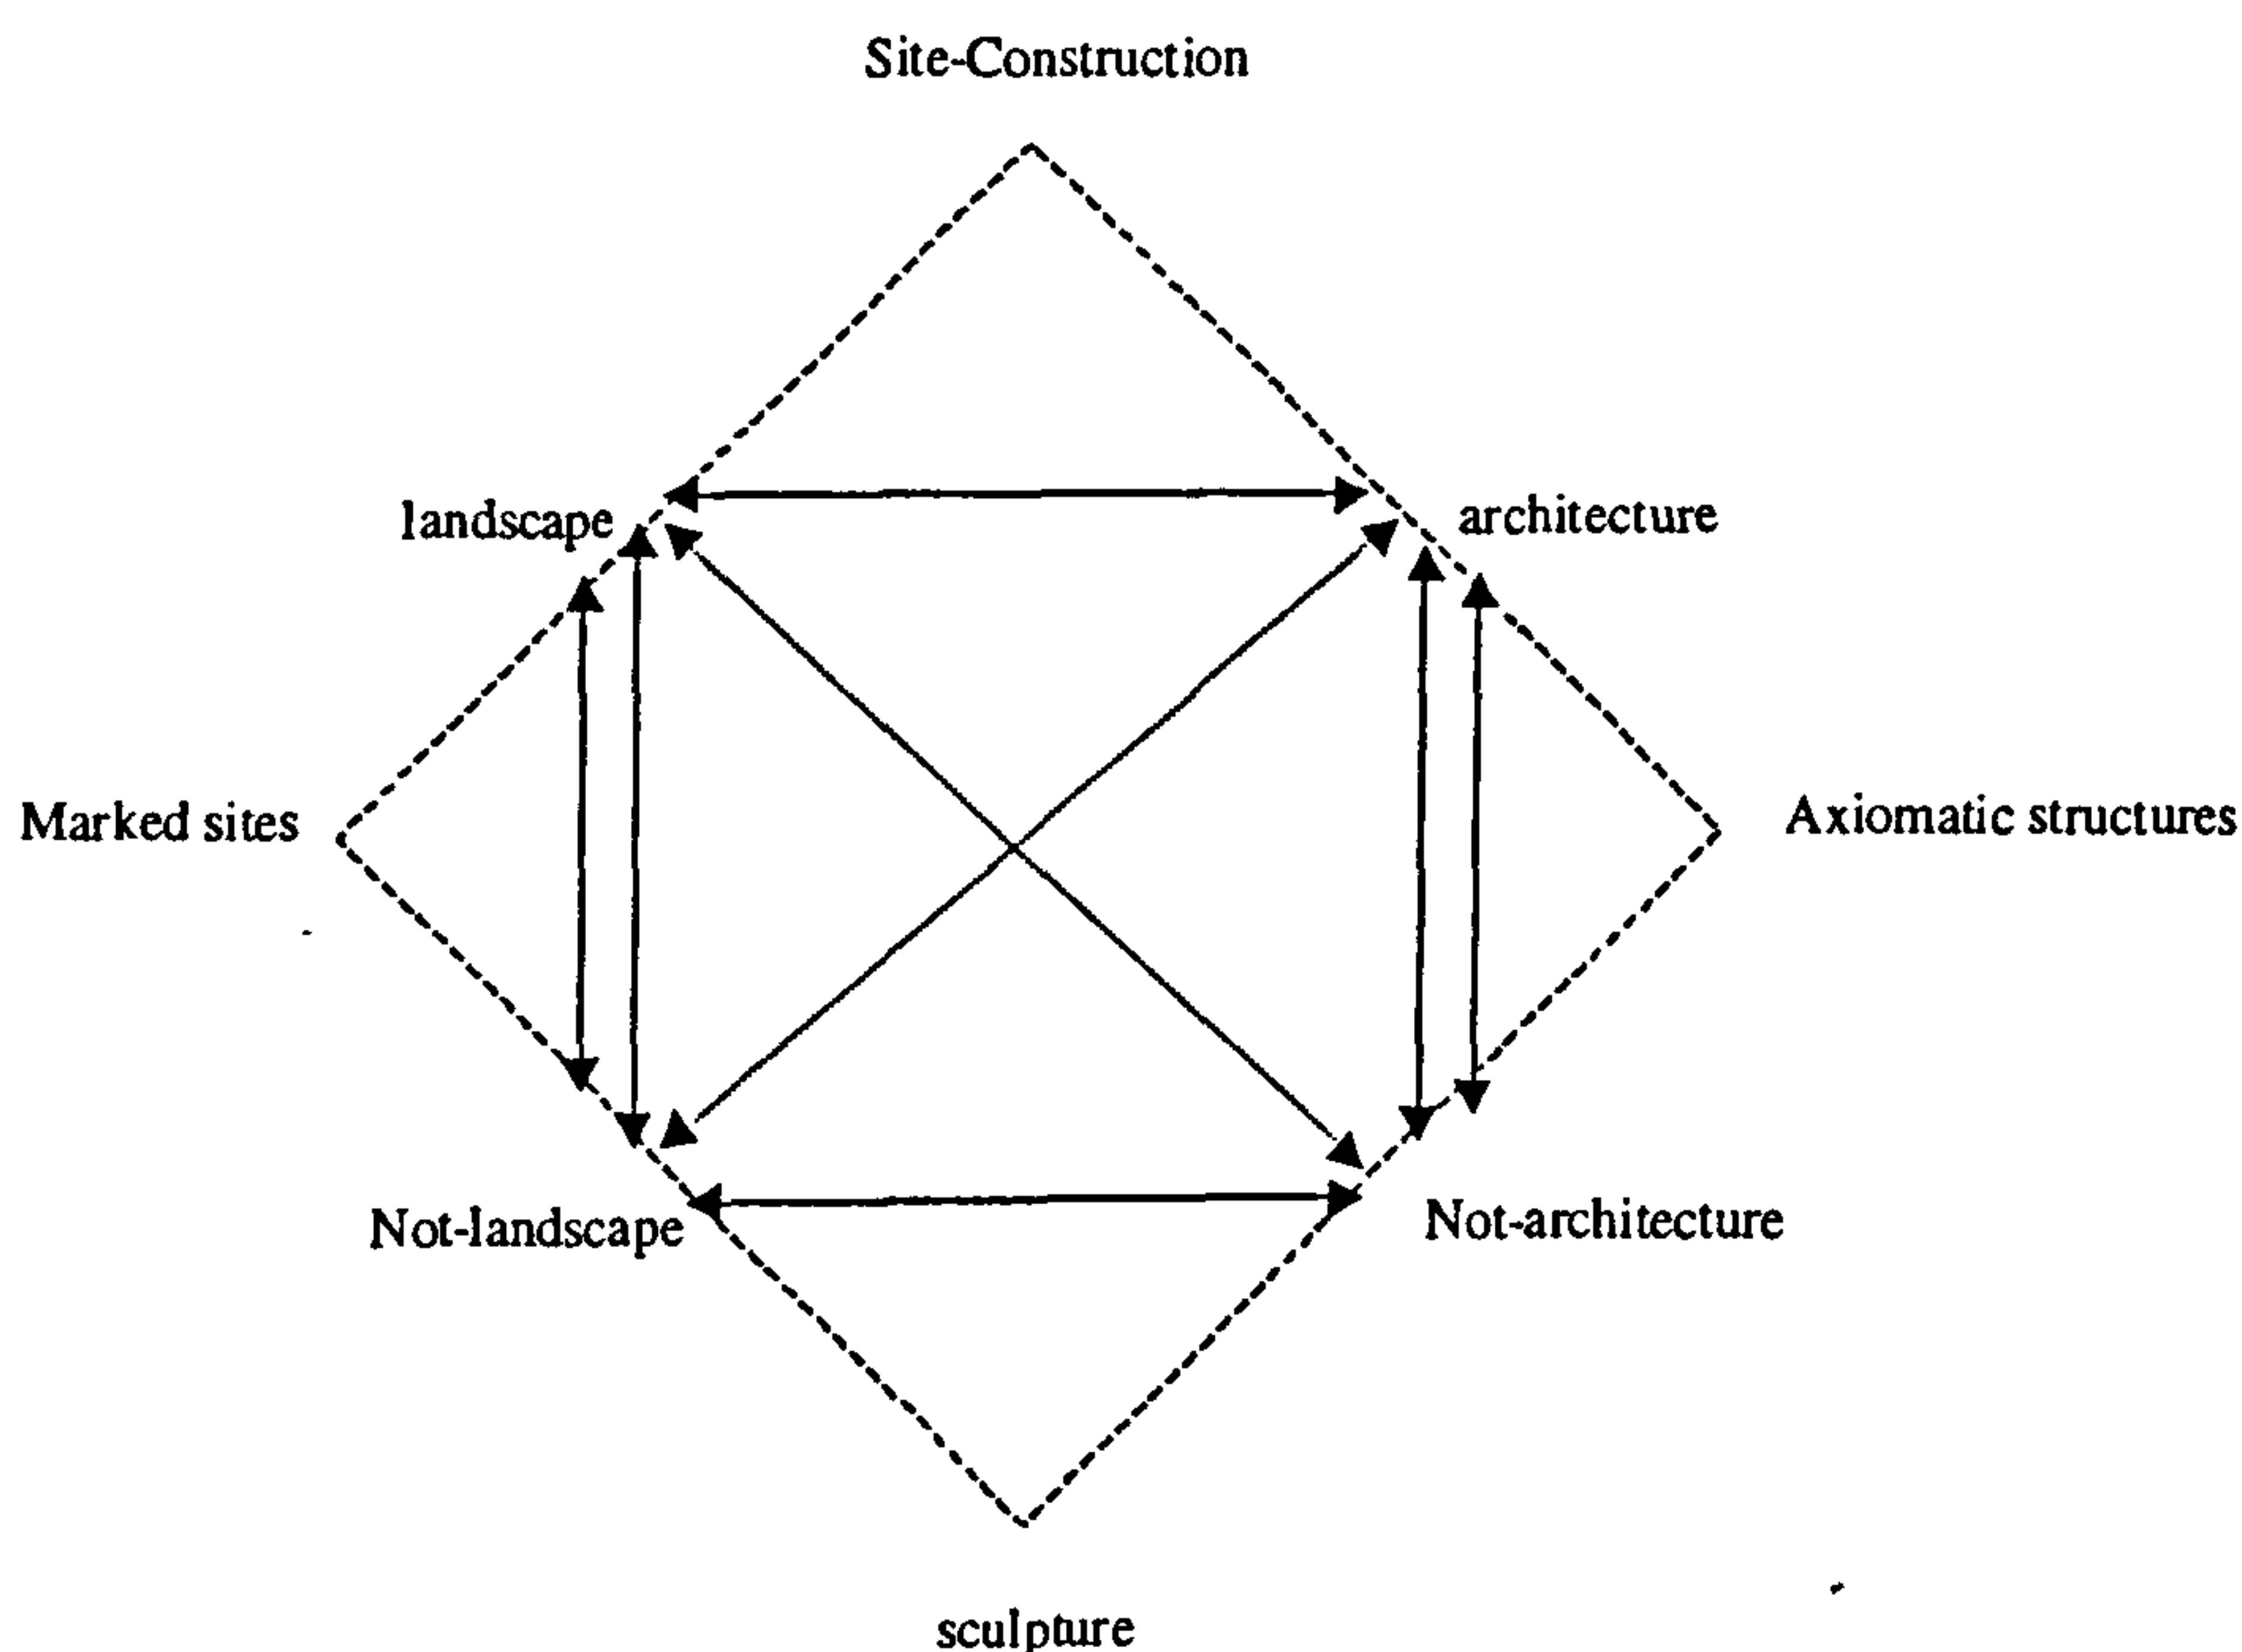 Site-Construction
landscape
architecture
Marked sites
Axiomatic structures
Not-landscape
Not-architecture
sculpture